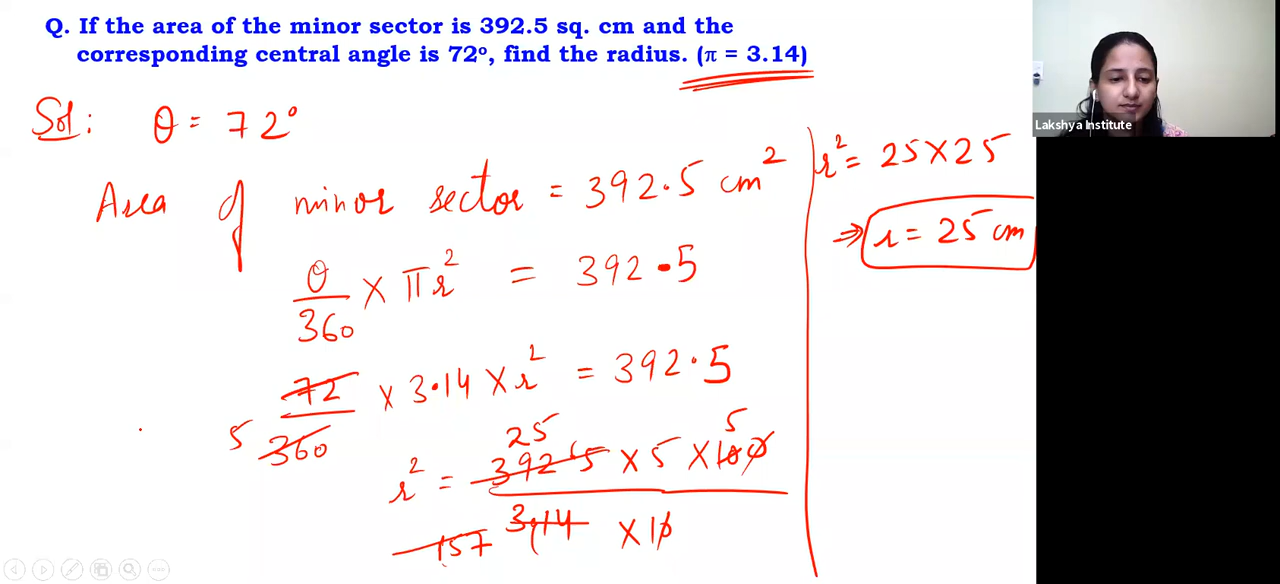 Q. If the area of the minor sector is 392.5 sq. cm and the
corresponding central angle is 72°, find the radius. (π = 3.14)
Lakshya Institute
Sol: θ = 72°
Area of minor sector = 392.5 cm²
θ/360 × πr² = 392.5
72/360 × 3.14 × r² = 392.5
5
25 5
r² = 392.5 × 5 × 100
3.14 × 10
157
r² = 25×25
⇒ r = 25 cm